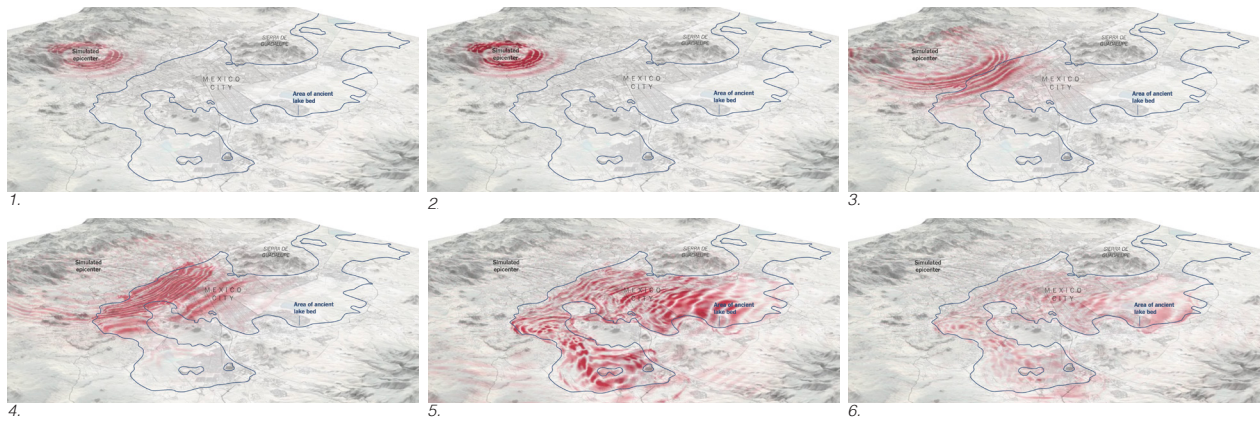 Simulated
epicenter
SIERRA DE
GUADALUPE
MEXICO
CITY
Area of ancient
lake bed
1.
Simulated
epicenter
SIERRA DE
GUADALUPE
MEXICO
CITY
Area of ancient
lake bed
2.
Simulated
epicenter
SIERRA DE
GUADALUPE
MEXICO
CITY
Area of ancient
lake bed
3.
Simulated
epicenter
SIERRA DE
GUADALUPE
MEXICO
CITY
Area of ancient
lake bed
4.
Simulated
epicenter
SIERRA DE
GUADALUPE
MEXICO
CITY
Area of ancient
lake bed
5.
Simulated
epicenter
SIERRA DE
GUADALUPE
MEXICO
CITY
Area of ancient
lake bed
6.